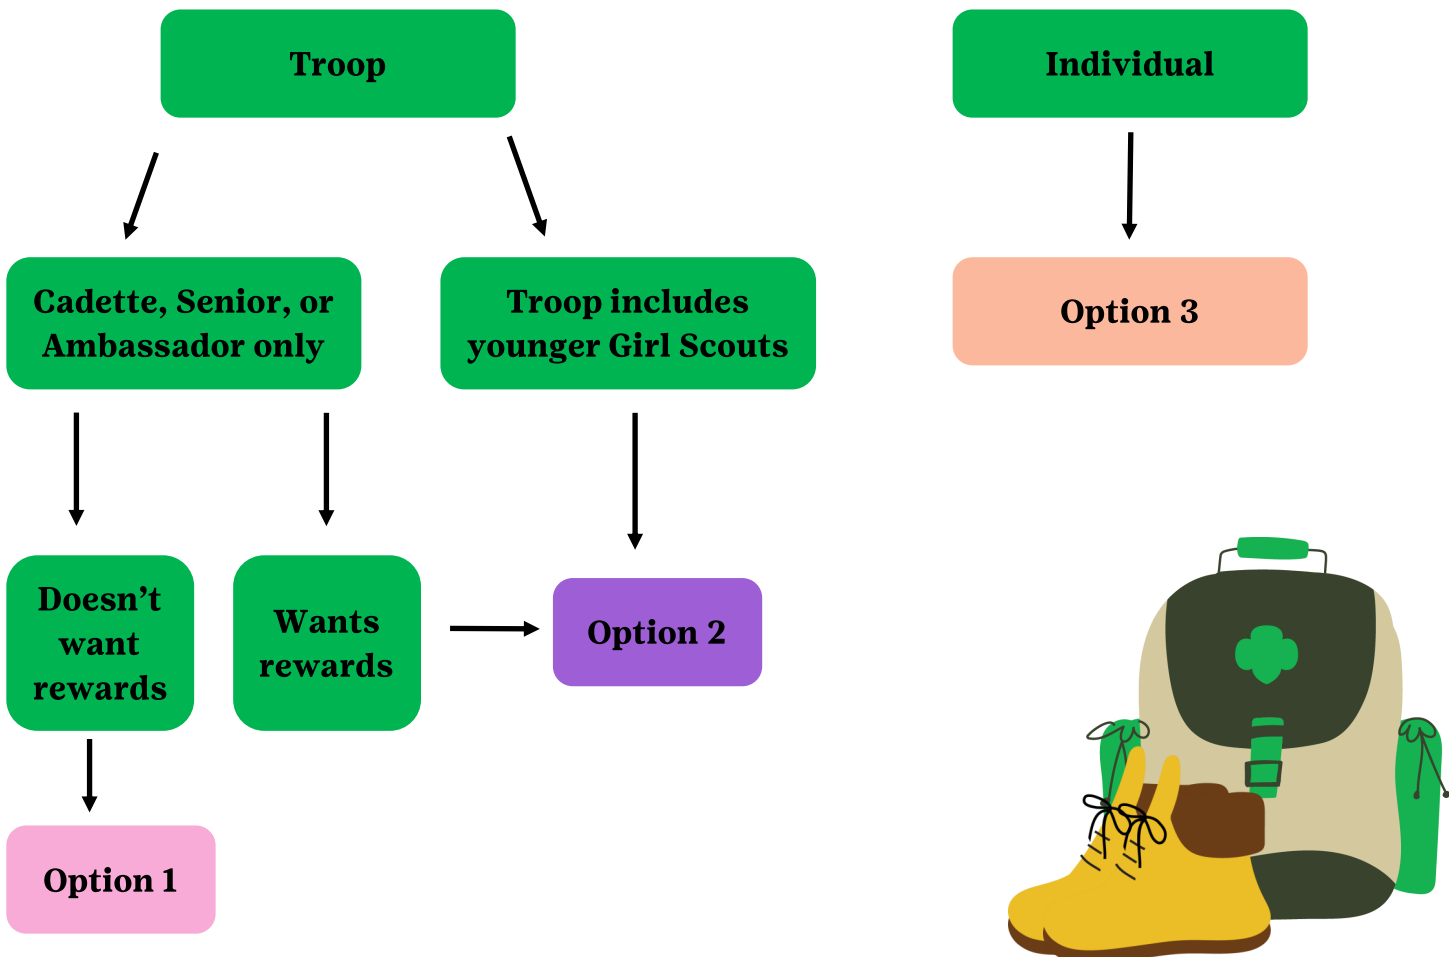 Troop
Individual
Cadette, Senior, or
Ambassador only
Troop includes
younger Girl Scouts
Option 3
Doesn’t
want
rewards
Wants
rewards
Option 2
Option 1